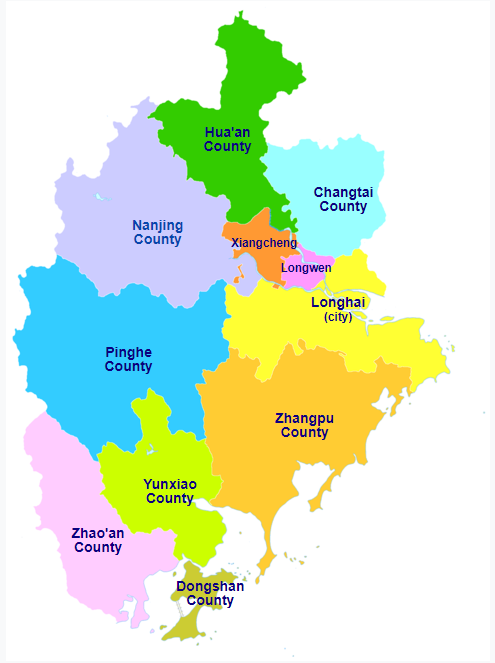 Hua'an
County
Changtai
County
Nanjing
County
Xiangcheng
Longwen
Longhai
(city)
Pinghe
County
Zhangpu
County
Yunxiao
County
Zhao'an
County
Dongshan
County